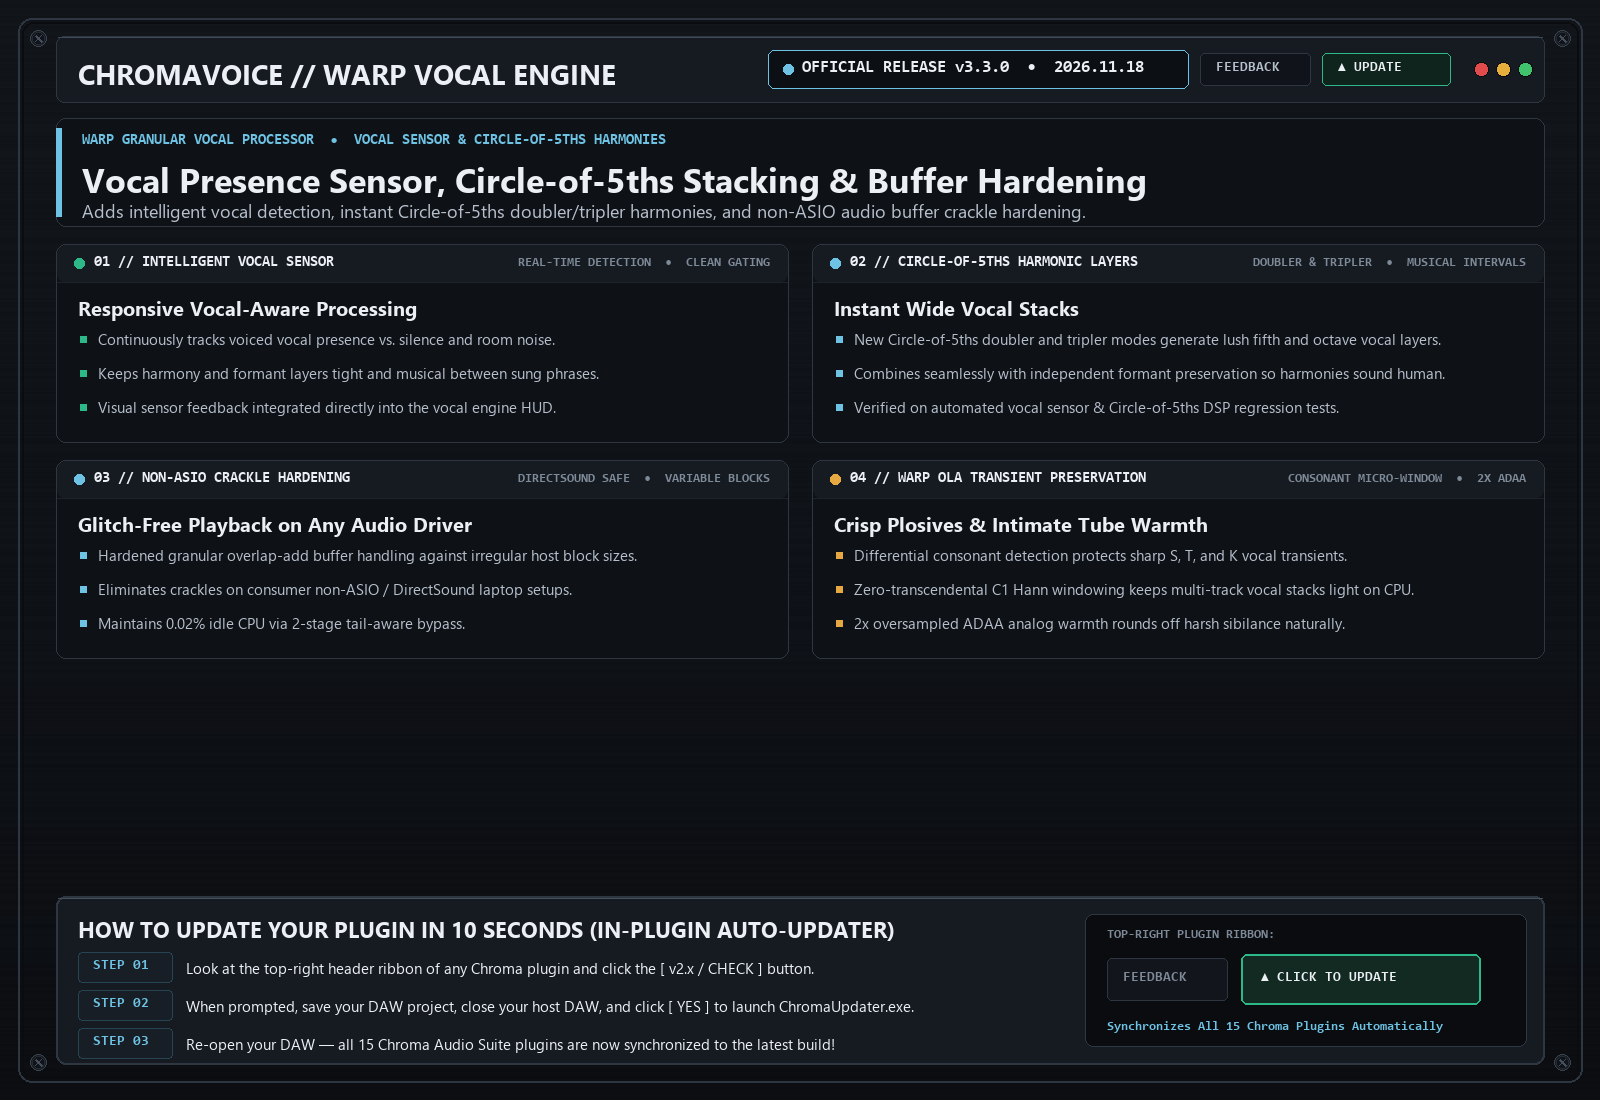 CHROMAVOICE // WARP VOCAL ENGINE
OFFICIAL RELEASE v3.3.0 • 2026.11.18
FEEDBACK
▲ UPDATE
WARP GRANULAR VOCAL PROCESSOR • VOCAL SENSOR & CIRCLE-OF-5THS HARMONIES
Vocal Presence Sensor, Circle-of-5ths Stacking & Buffer Hardening
Adds intelligent vocal detection, instant Circle-of-5ths doubler/tripler harmonies, and non-ASIO audio buffer crackle hardening.
01 // INTELLIGENT VOCAL SENSOR
REAL-TIME DETECTION • CLEAN GATING
Responsive Vocal-Aware Processing
Continuously tracks voiced vocal presence vs. silence and room noise.
Keeps harmony and formant layers tight and musical between sung phrases.
Visual sensor feedback integrated directly into the vocal engine HUD.
02 // CIRCLE-OF-5THS HARMONIC LAYERS
DOUBLER & TRIPLER • MUSICAL INTERVALS
Instant Wide Vocal Stacks
New Circle-of-5ths doubler and tripler modes generate lush fifth and octave vocal layers.
Combines seamlessly with independent formant preservation so harmonies sound human.
Verified on automated vocal sensor & Circle-of-5ths DSP regression tests.
03 // NON-ASIO CRACKLE HARDENING
DIRECTSOUND SAFE • VARIABLE BLOCKS
Glitch-Free Playback on Any Audio Driver
Hardened granular overlap-add buffer handling against irregular host block sizes.
Eliminates crackles on consumer non-ASIO / DirectSound laptop setups.
Maintains 0.02% idle CPU via 2-stage tail-aware bypass.
04 // WARP OLA TRANSIENT PRESERVATION
CONSONANT MICRO-WINDOW • 2X ADAA
Crisp Plosives & Intimate Tube Warmth
Differential consonant detection protects sharp S, T, and K vocal transients.
Zero-transcendental C1 Hann windowing keeps multi-track vocal stacks light on CPU.
2x oversampled ADAA analog warmth rounds off harsh sibilance naturally.
HOW TO UPDATE YOUR PLUGIN IN 10 SECONDS (IN-PLUGIN AUTO-UPDATER)
STEP 01
Look at the top-right header ribbon of any Chroma plugin and click the [ v2.x / CHECK ] button.
STEP 02
When prompted, save your DAW project, close your host DAW, and click [ YES ] to launch ChromaUpdater.exe.
STEP 03
Re-open your DAW — all 15 Chroma Audio Suite plugins are now synchronized to the latest build!
TOP-RIGHT PLUGIN RIBBON:
FEEDBACK
▲ CLICK TO UPDATE
Synchronizes All 15 Chroma Plugins Automatically